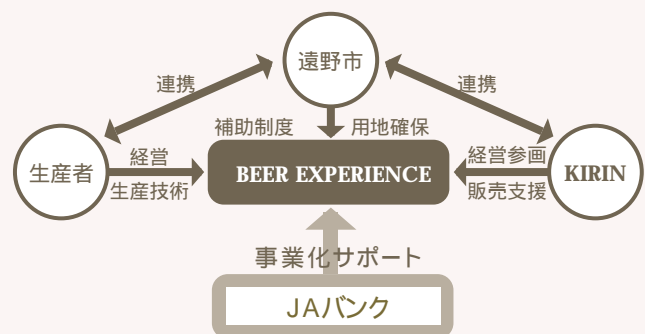 遠野市
連携
連携
補助制度
用地確保
生産者
経営
生産技術
BEER EXPERIENCE
経営参画
販売支援
KIRIN
事業化サポート
JAバンク